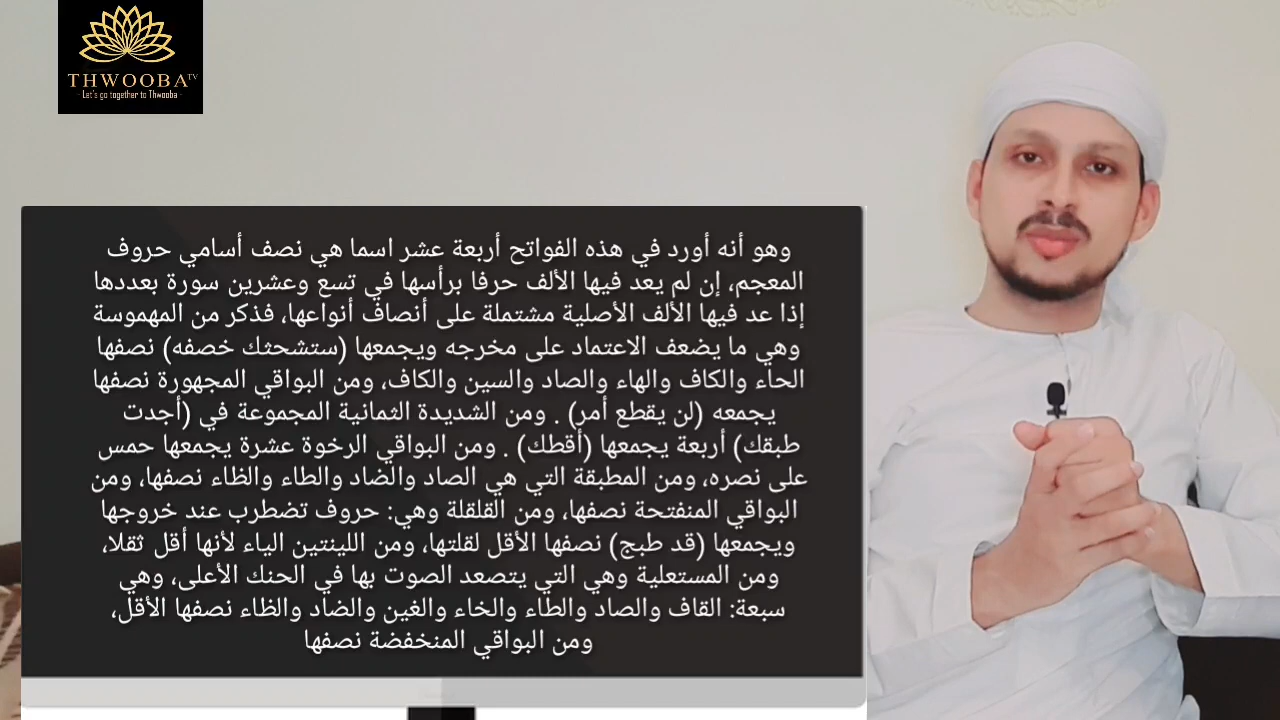 THWOOBA TV
- Let's go together to Thwooba -
وهو أنه أورد في هذه الفواتح أربعة عشر اسما هي نصف أسامي حروف
المعجم، إن لم يعد فيها الألف حرفا برأسها في تسع وعشرين سورة بعددها
إذا عد فيها الألف الأصلية مشتملة على أنصاف أنواعها، فذكر من المهموسة
وهي ما يضعف الاعتماد على مخرجه ويجمعها (ستشحثك خصفه) نصفها
الحاء والكاف والهاء والصاد والسين والكاف، ومن البواقي المجهورة نصفها
يجمعه (لن يقطع أمر) . ومن الشديدة الثمانية المجموعة في (أجدت
طبقك) أربعة يجمعها (أقطك) . ومن البواقي الرخوة عشرة يجمعها حمس
على نصره، ومن المطبقة التي هي الصاد والضاد والطاء والظاء نصفها، ومن
البواقي المنفتحة نصفها، ومن القلقلة وهي: حروف تضطرب عند خروجها
ويجمعها (قد طبج) نصفها الأقل لقلتها، ومن اللينتين الياء لأنها أقل ثقلا،
ومن المستعلية وهي التي يتصعد الصوت بها في الحنك الأعلى، وهي
سبعة: القاف والصاد والطاء والخاء والغين والضاد والظاء نصفها الأقل،
ومن البواقي المنخفضة نصفها